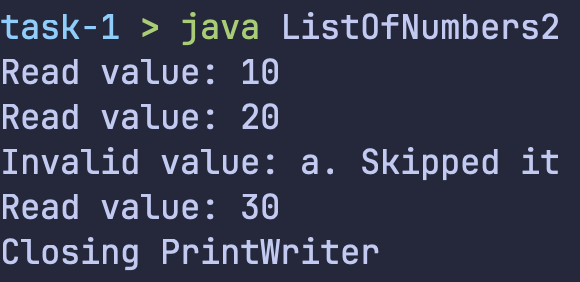 task-1 > java ListOfNumbers2
Read value: 10
Read value: 20
Invalid value: a. Skipped it
Read value: 30
Closing PrintWriter